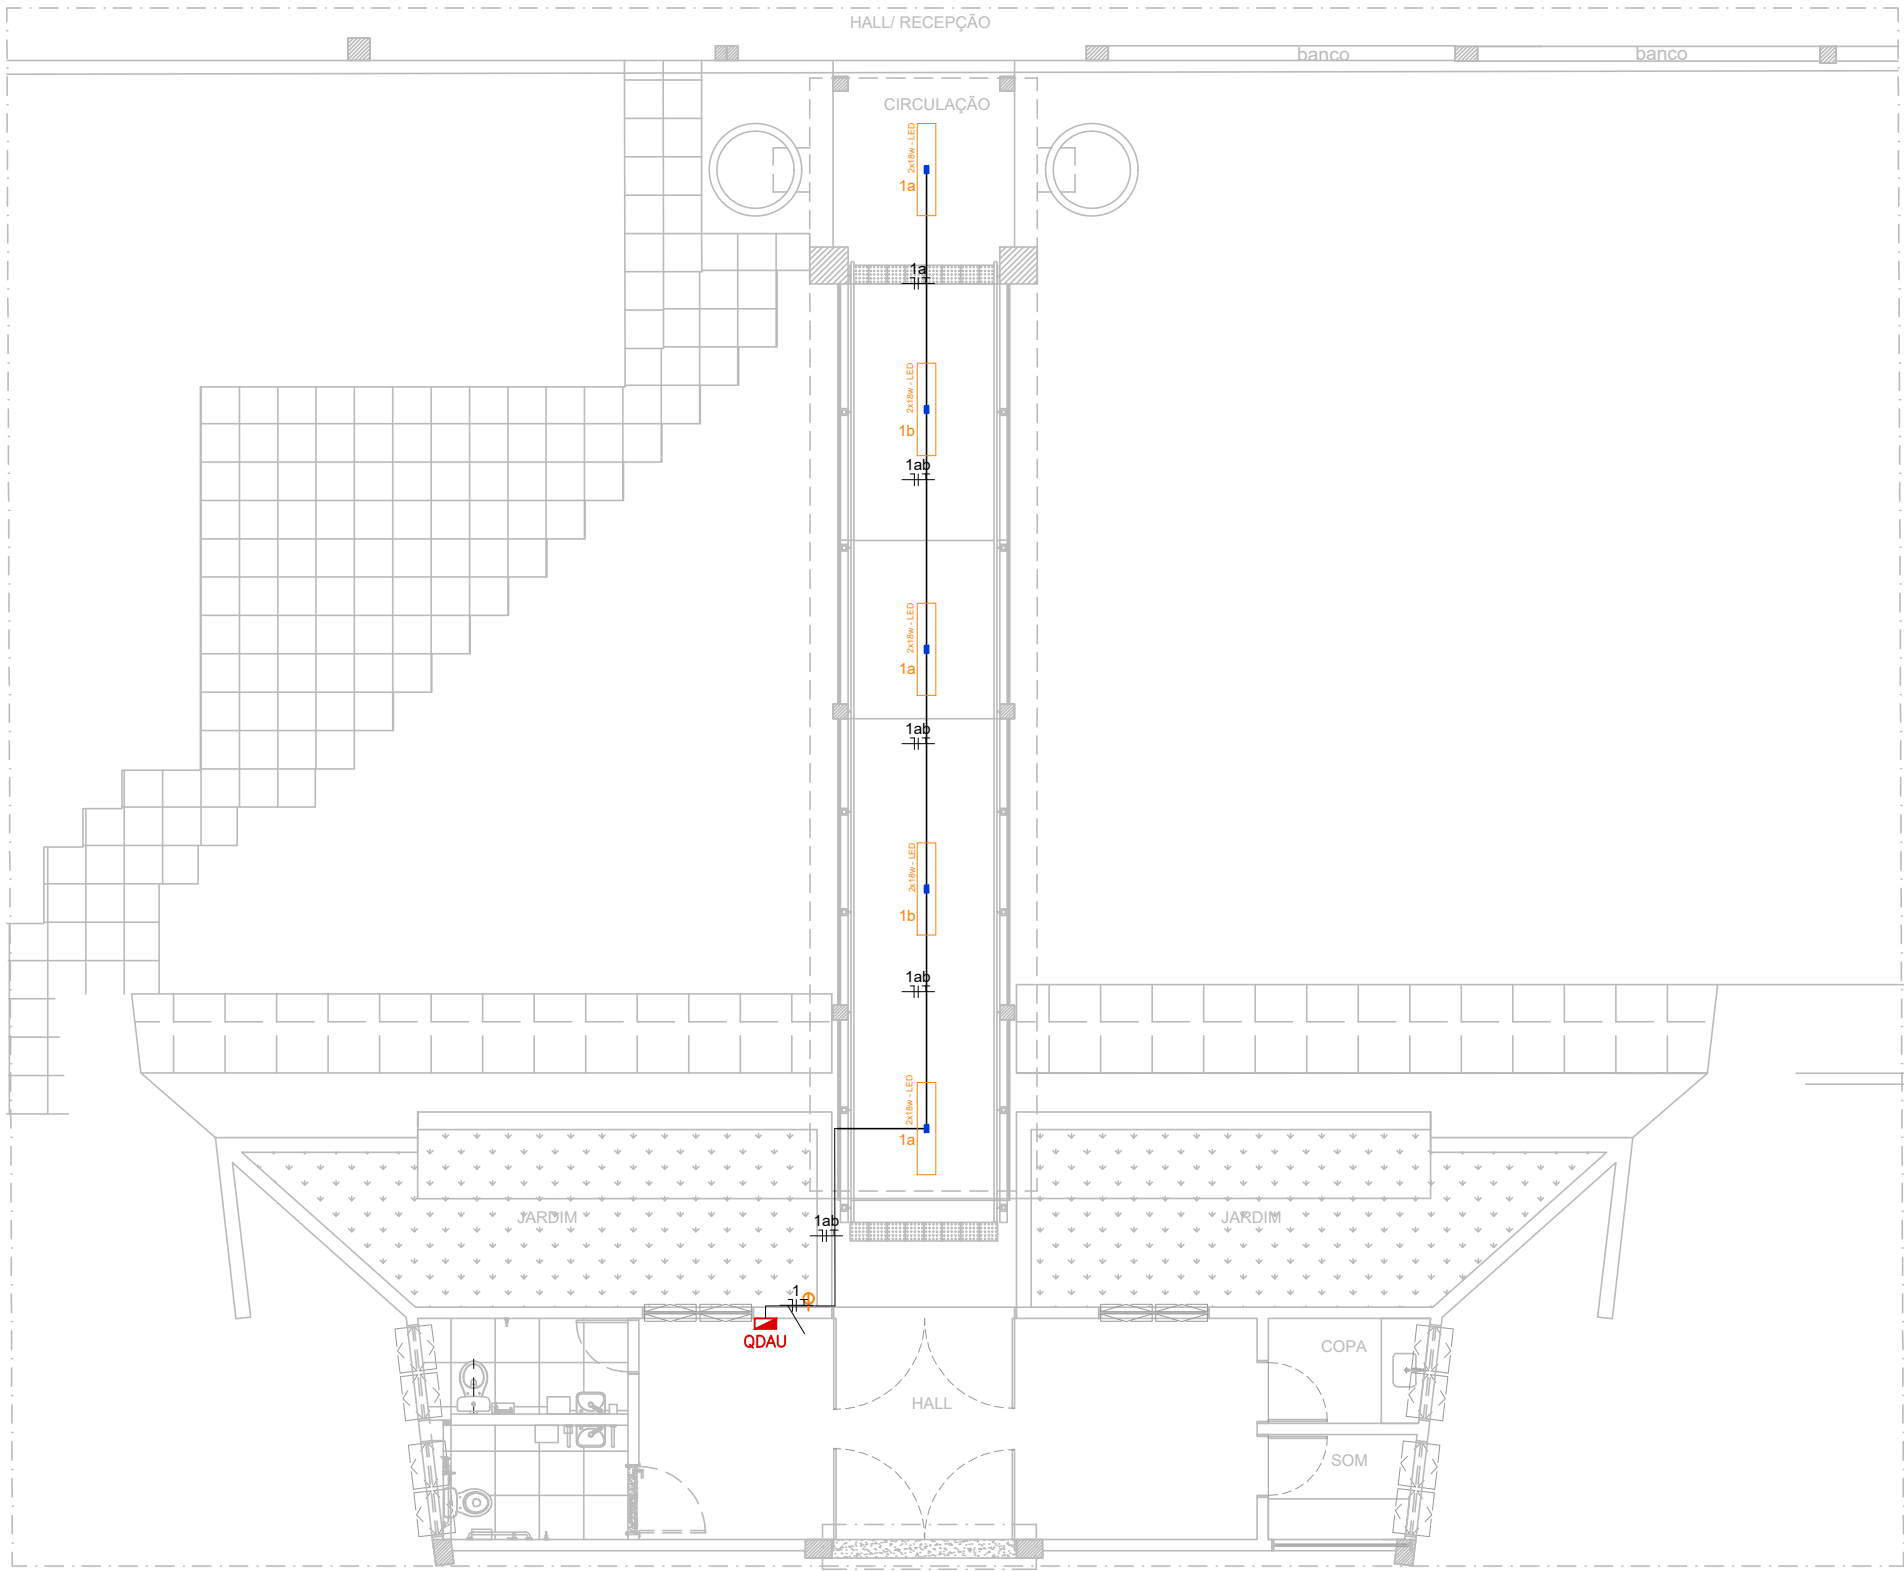 HALL/ RECEPÇÃO
banco
banco
CIRCULAÇÃO
2x18w - LED
1a
1a
2x18w - LED
1b
1ab
2x18w - LED
1a
1ab
2x18w - LED
1b
1ab
2x18w - LED
1a
JARDIM
JARDIM
1ab
1
QDAU
COPA
HALL
SOM